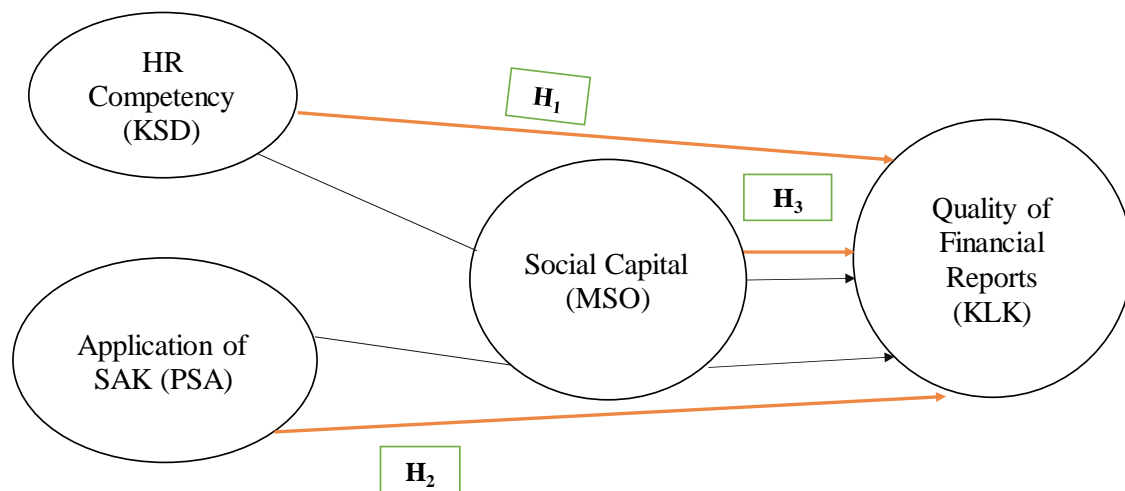 HR
Competency
(KSD)
H₁
H₃
Quality of
Financial
Reports
(KLK)
Social Capital
(MSO)
Application of
SAK (PSA)
H₂